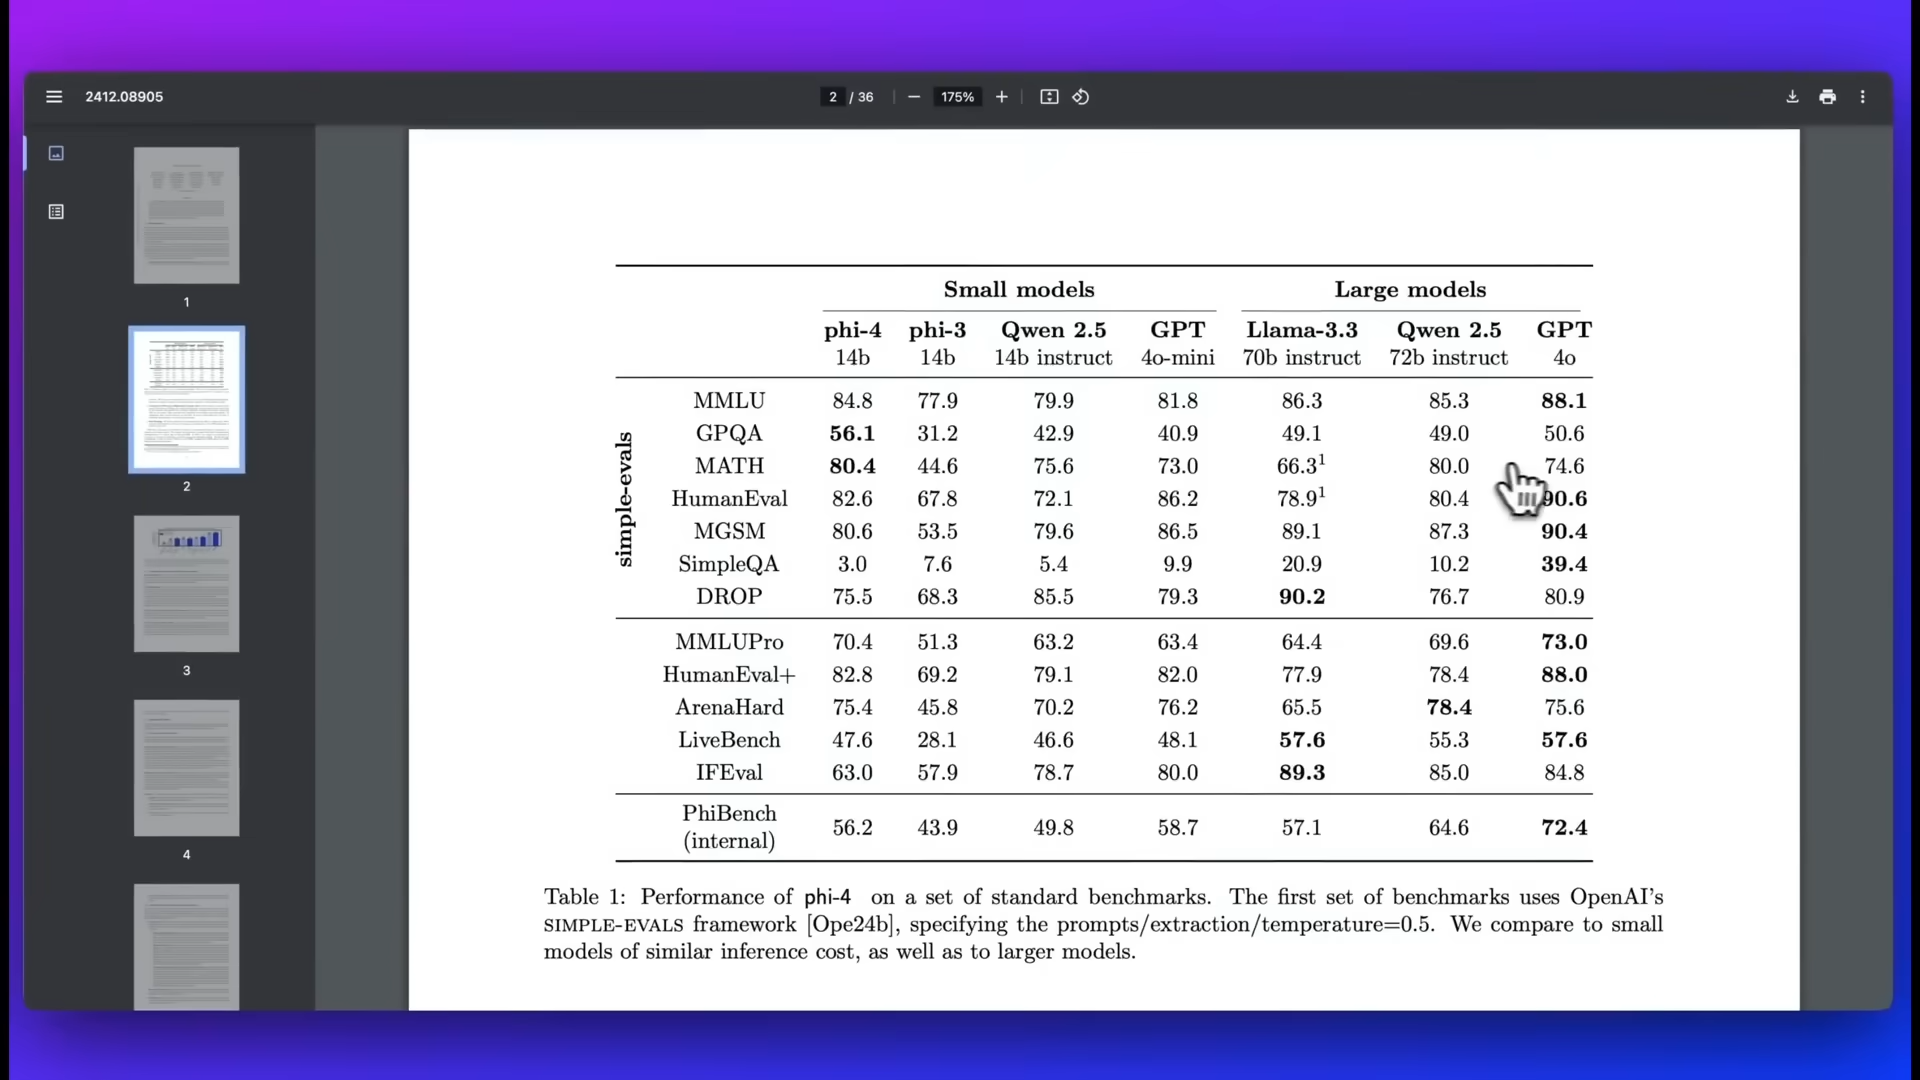 2412.08905
2 / 36
175%
1
2
3
4
Small models Large models
phi-4 phi-3 Qwen 2.5 GPT Llama-3.3 Qwen 2.5 GPT
14b 14b 14b instruct 4o-mini 70b instruct 72b instruct 4o
simple-evals
MMLU 84.8 77.9 79.9 81.8 86.3 85.3 88.1
GPQA 56.1 31.2 42.9 40.9 49.1 49.0 50.6
MATH 80.4 44.6 75.6 73.0 66.3¹ 80.0 74.6
HumanEval 82.6 67.8 72.1 86.2 78.9¹ 80.4 90.6
MGSM 80.6 53.5 79.6 86.5 89.1 87.3 90.4
SimpleQA 3.0 7.6 5.4 9.9 20.9 10.2 39.4
DROP 75.5 68.3 85.5 79.3 90.2 76.7 80.9
MMLUPro 70.4 51.3 63.2 63.4 64.4 69.6 73.0
HumanEval+ 82.8 69.2 79.1 82.0 77.9 78.4 88.0
ArenaHard 75.4 45.8 70.2 76.2 65.5 78.4 75.6
LiveBench 47.6 28.1 46.6 48.1 57.6 55.3 57.6
IFEval 63.0 57.9 78.7 80.0 89.3 85.0 84.8
PhiBench
(internal) 56.2 43.9 49.8 58.7 57.1 64.6 72.4
Table 1: Performance of phi-4 on a set of standard benchmarks. The first set of benchmarks uses OpenAI's
SIMPLE-EVALS framework [Ope24b], specifying the prompts/extraction/temperature=0.5. We compare to small
models of similar inference cost, as well as to larger models.